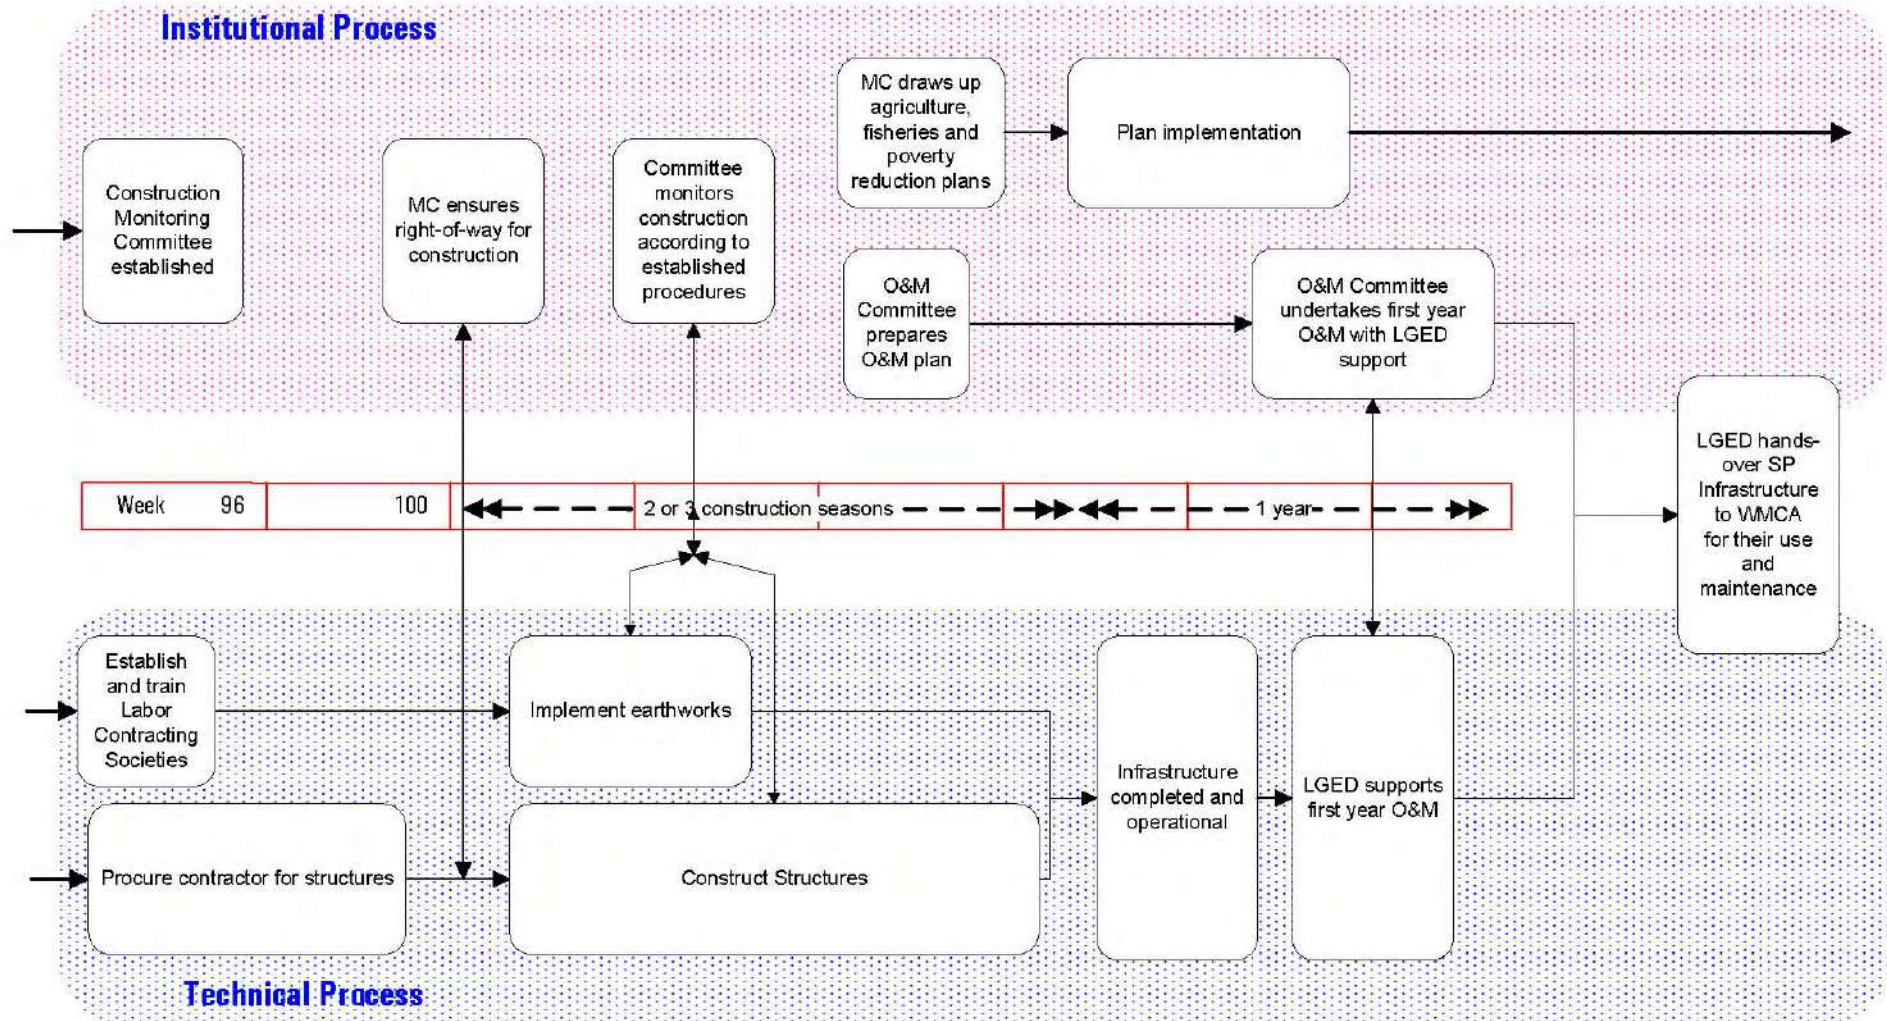 Institutional Process
MC draws up
agriculture,
fisheries and
poverty
reduction plans
Plan implementation
Construction
Monitoring
Committee
established
MC ensures
right-of-way for
construction
Committee
monitors
construction
according to
established
procedures
O&M
Committee
prepares
O&M plan
O&M Committee
undertakes first year
O&M with LGED
support
LGED hands-
over SP
Infrastructure
to WMCA
for their use
and
maintenance
Week 96 100 2 or 3 construction seasons 1 year
Establish
and train
Labor
Contracting
Societies
Implement earthworks
Infrastructure
completed and
operational
LGED supports
first year O&M
Procure contractor for structures
Construct Structures
Technical Process